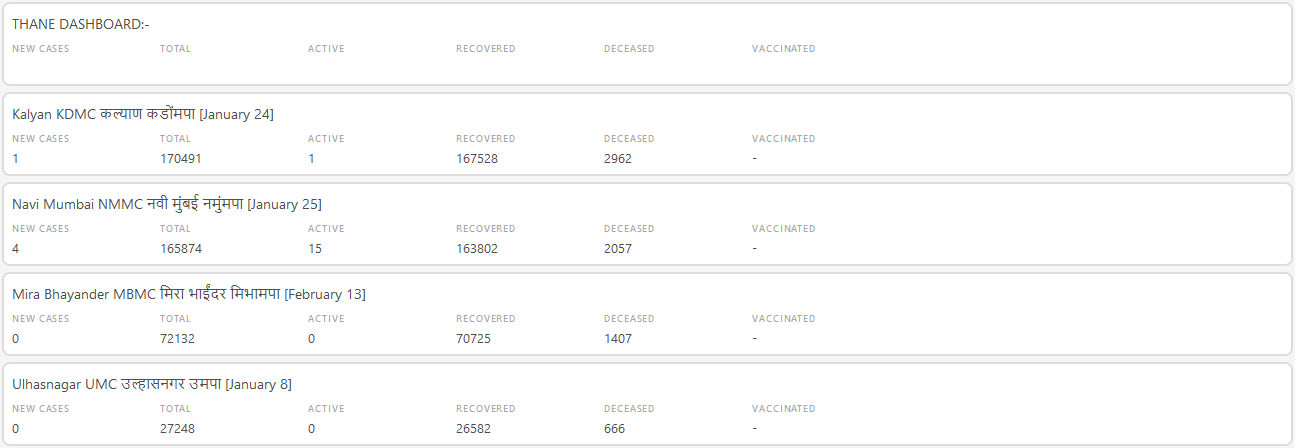 THANE DASHBOARD:-
NEW CASES TOTAL ACTIVE RECOVERED DECEASED VACCINATED
Kalyan KDMC कल्याण कडोंमपा [January 24]
NEW CASES TOTAL ACTIVE RECOVERED DECEASED VACCINATED
1 170491 1 167528 2962 -
Navi Mumbai NMMC नवी मुंबई नमुंमपा [January 25]
NEW CASES TOTAL ACTIVE RECOVERED DECEASED VACCINATED
4 165874 15 163802 2057 -
Mira Bhayander MBMC मिरा भाईंदर मिभामपा [February 13]
NEW CASES TOTAL ACTIVE RECOVERED DECEASED VACCINATED
0 72132 0 70725 1407 -
Ulhasnagar UMC उल्हासनगर उमपा [January 8]
NEW CASES TOTAL ACTIVE RECOVERED DECEASED VACCINATED
0 27248 0 26582 666 -